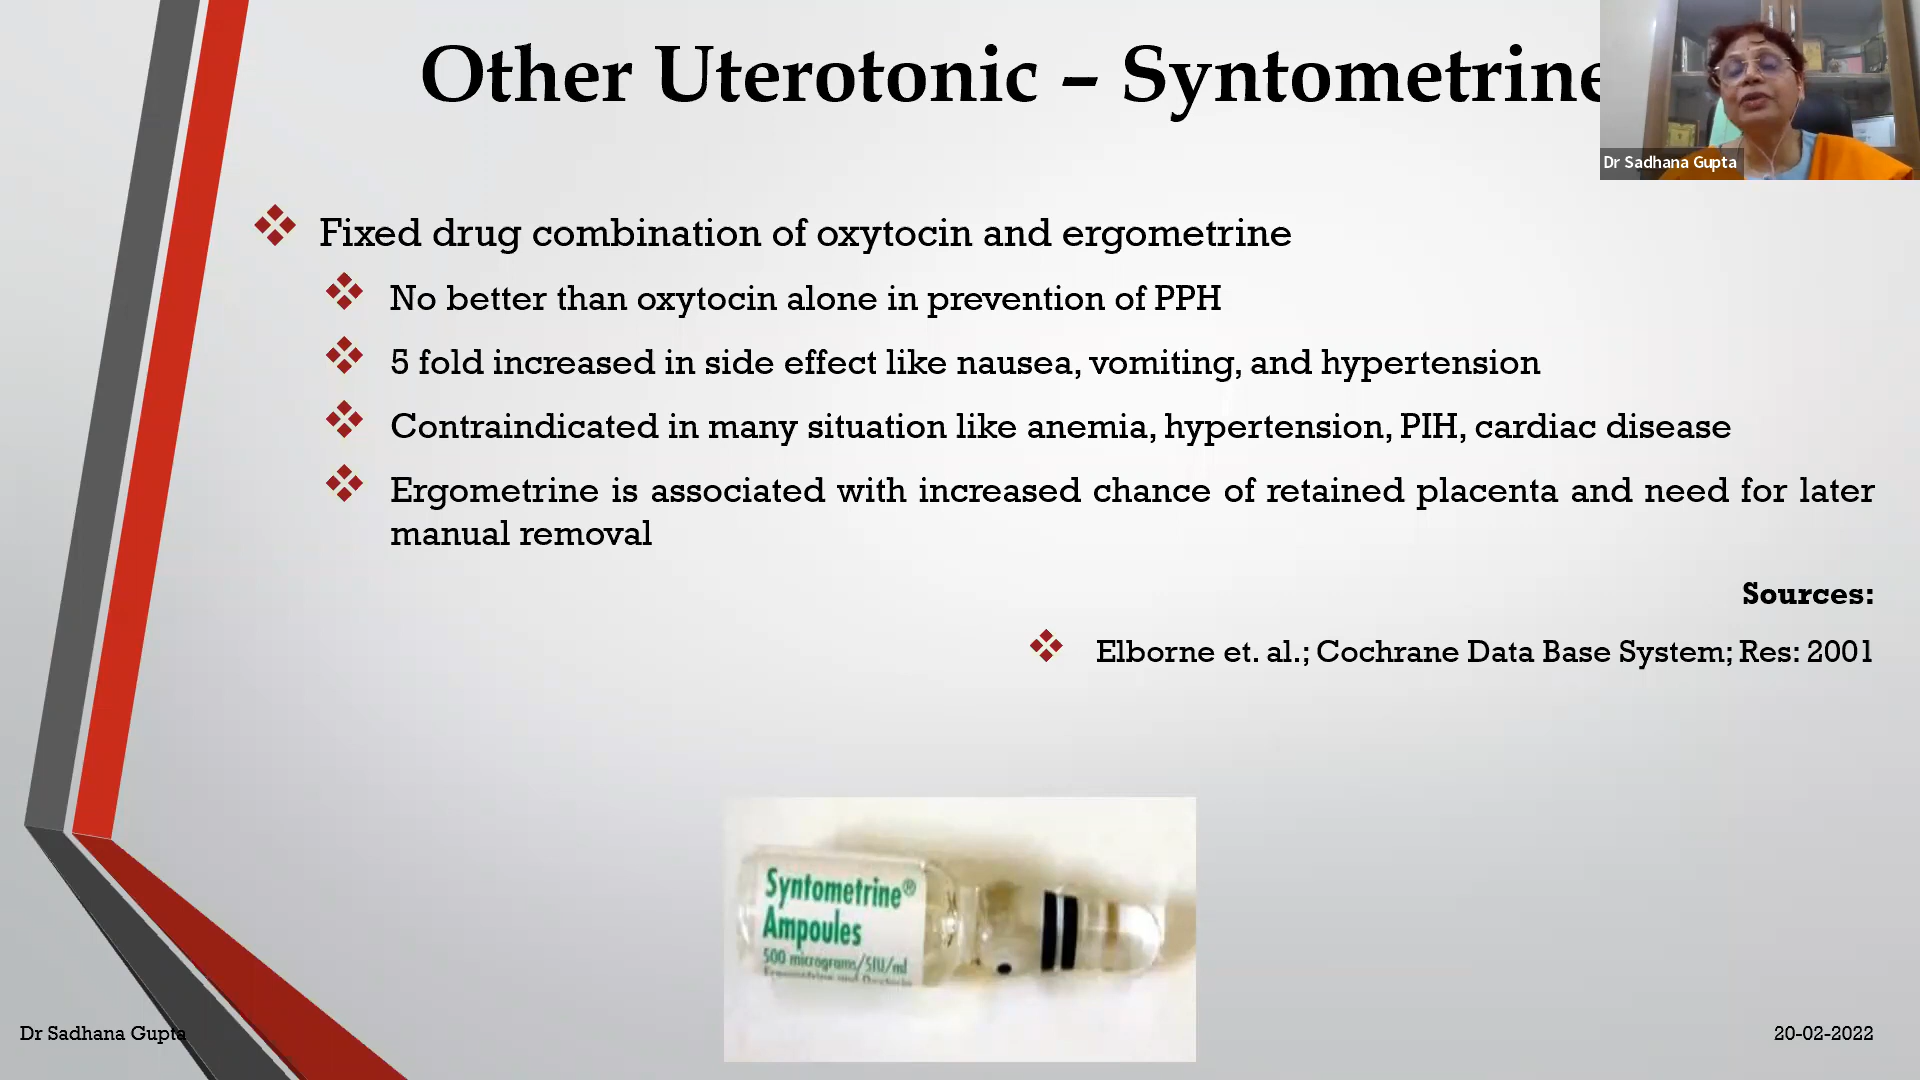 Other Uterotonic – Syntometrine
Dr Sadhana Gupta
Fixed drug combination of oxytocin and ergometrine
No better than oxytocin alone in prevention of PPH
5 fold increased in side effect like nausea, vomiting, and hypertension
Contraindicated in many situation like anemia, hypertension, PIH, cardiac disease
Ergometrine is associated with increased chance of retained placenta and need for later
manual removal
Sources:
Elborne et. al.; Cochrane Data Base System; Res: 2001
Syntometrine®
Ampoules
500 micrograms/5IU/ml
Dr Sadhana Gupta
20-02-2022